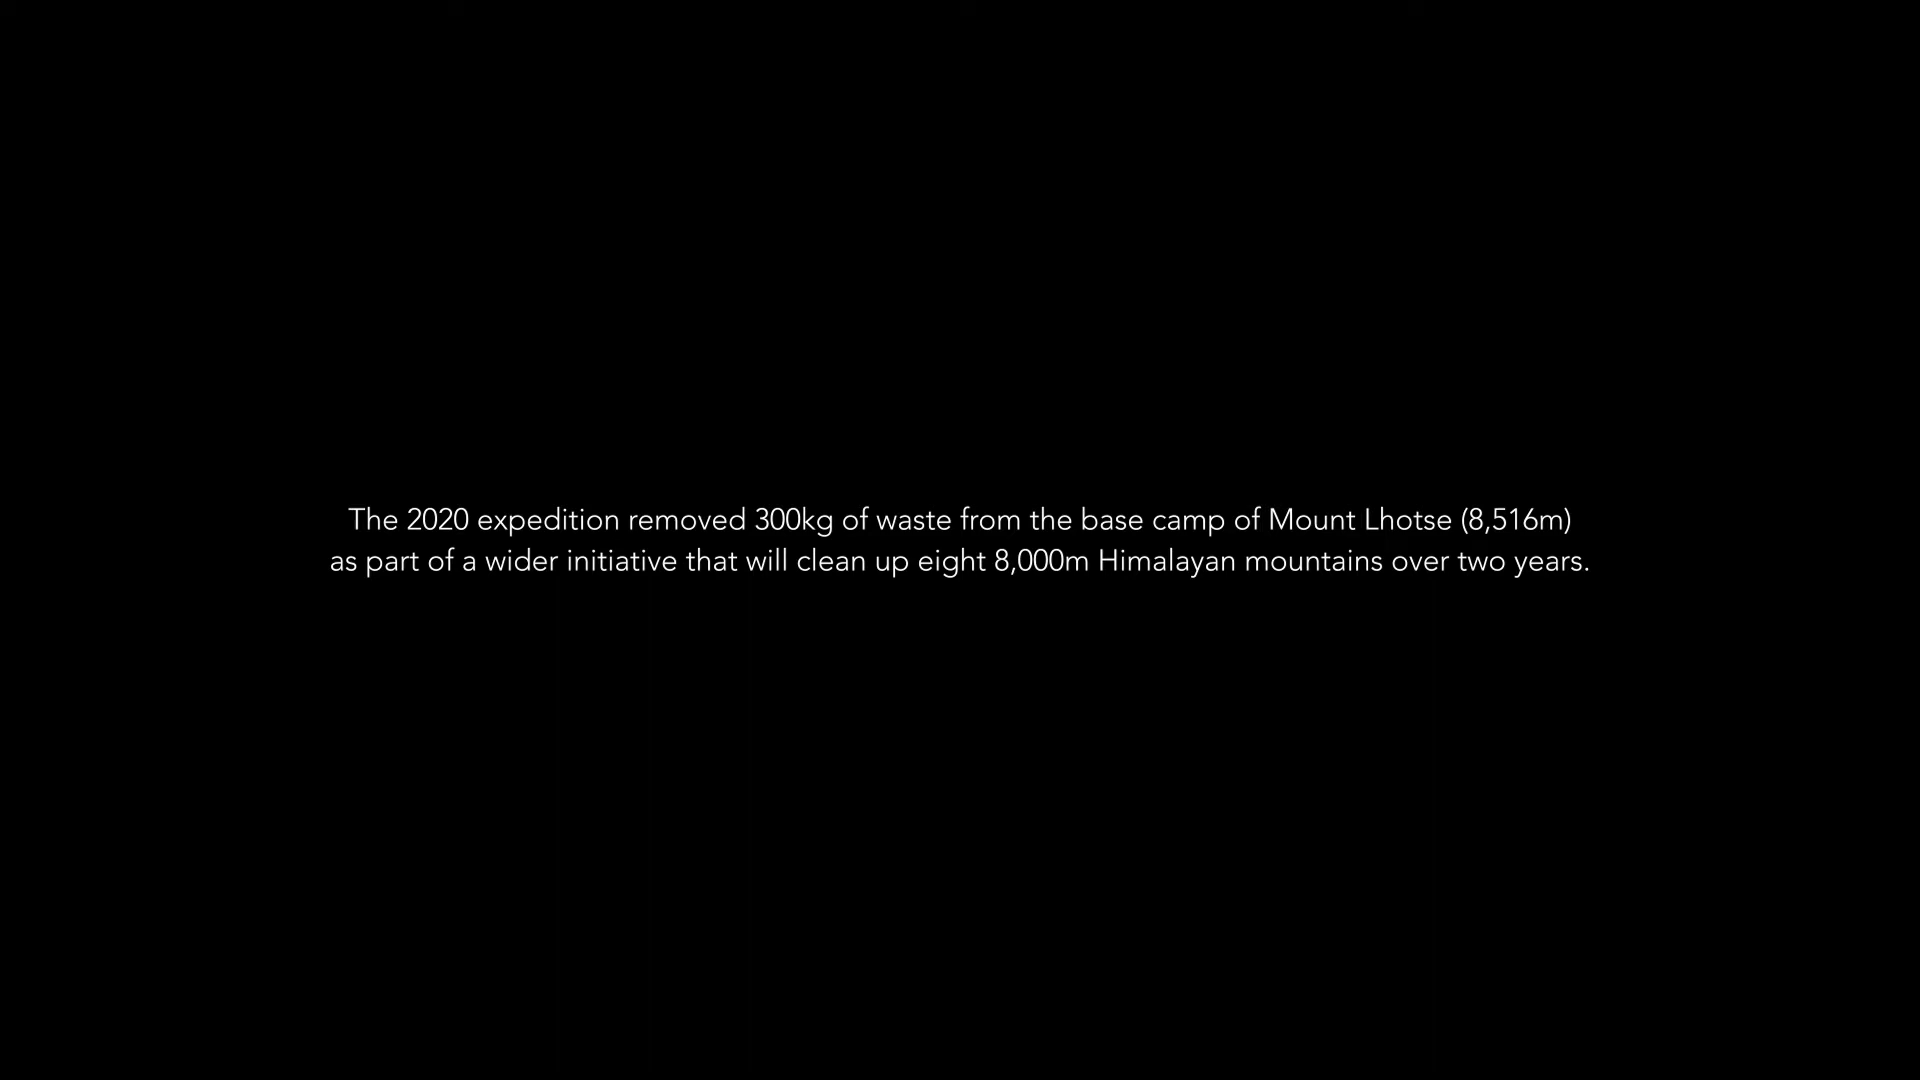 The 2020 expedition removed 300kg of waste from the base camp of Mount Lhotse (8,516m)
as part of a wider initiative that will clean up eight 8,000m Himalayan mountains over two years.